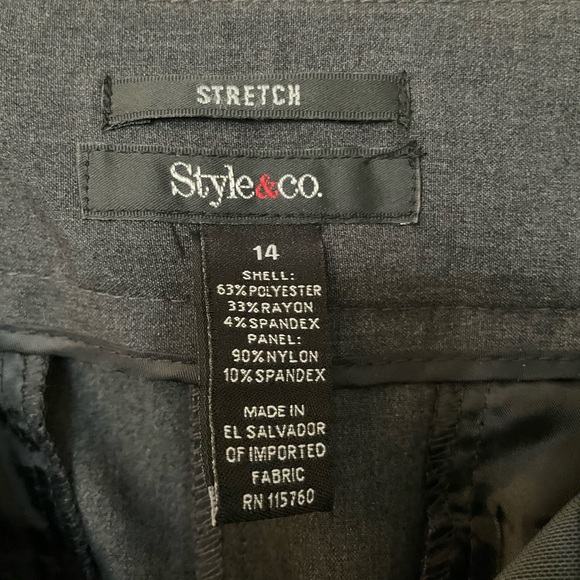 STRETCH
Style&co.
14
SHELL:
63%POLYESTER
33%RAYON
4%SPANDEX
PANEL:
90%NYLON
10%SPANDEX
MADE IN
EL SALVADOR
OF IMPORTED
FABRIC
RN 115760